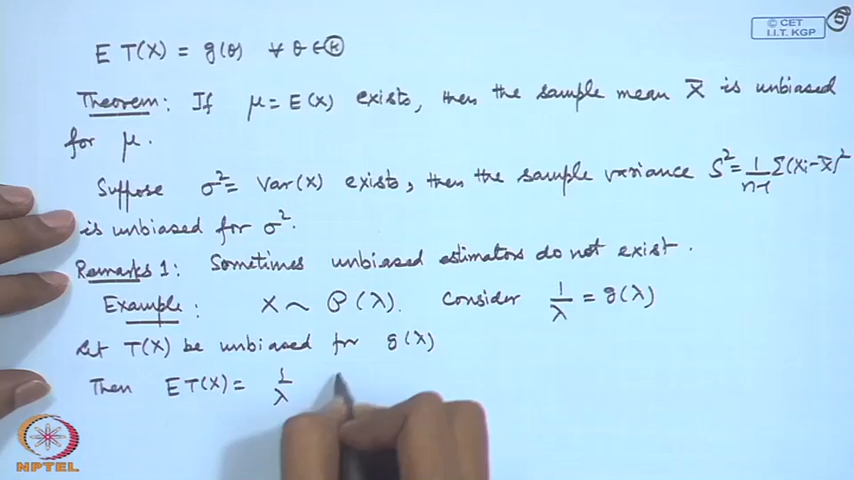 © CET
I.I.T. KGP
5
E T(X) = g(θ) ∀ θ ∈ Ⓗ
Theorem: If μ = E(X) exists, then the sample mean X̄ is unbiased
for μ.
Suppose σ² = Var(X) exists, then the sample variance S² = 1/(n-1) Σ(Xi - X̄)²
is unbiased for σ².
Remarks 1: Sometimes unbiased estimators do not exist.
Example: X ~ P(λ). Consider 1/λ = g(λ)
Let T(X) be unbiased for g(λ)
Then E T(X) = 1/λ
NPTEL